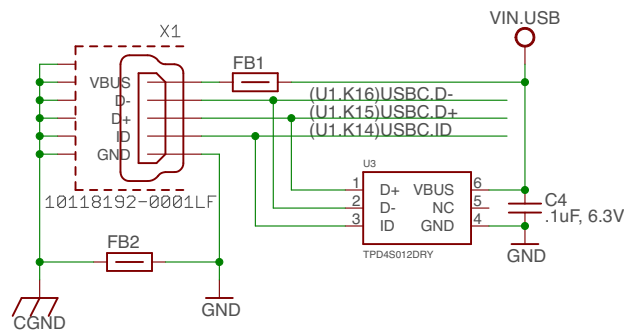 VIN.USB
X1
FB1
VBUS
D-
D+
ID
GND
(U1.K16)USBC.D-
(U1.K15)USBC.D+
(U1.K14)USBC.ID
U3
1 D+ VBUS 6
2 D- NC 5
3 ID GND 4
TPD4S012DRY
C4
.1uF, 6.3V
GND
10118192-0001LF
FB2
CGND
GND